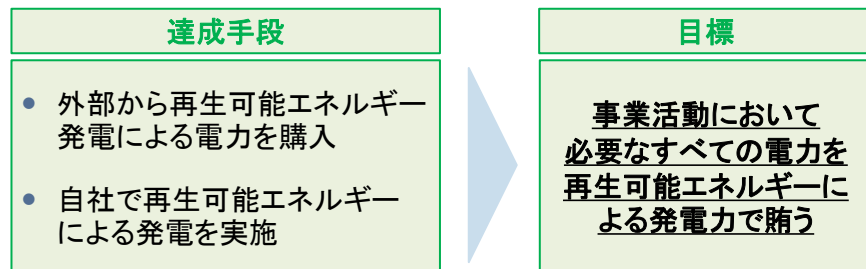 達成手段
• 外部から再生可能エネルギー
発電による電力を購入
• 自社で再生可能エネルギー
による発電を実施
目標
事業活動において
必要なすべての電力を
再生可能エネルギーに
よる発電力で賄う